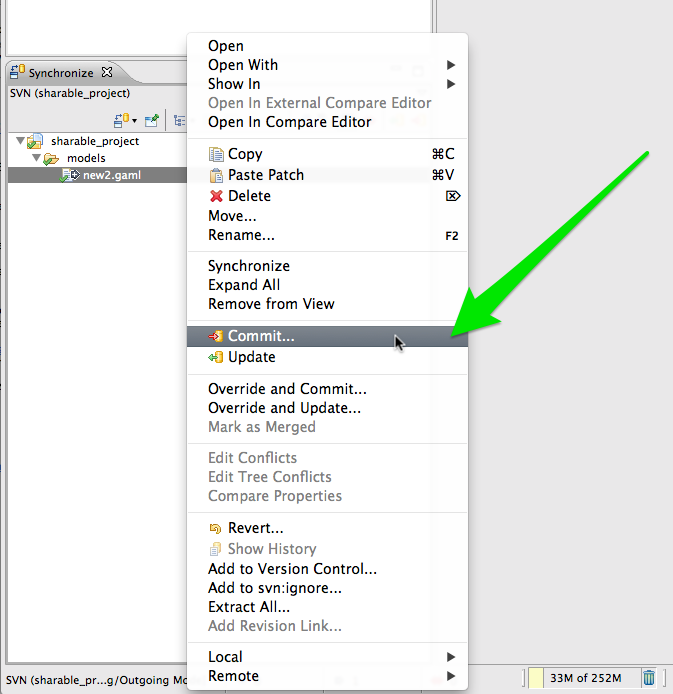 Synchronize
SVN (sharable_project)
sharable_project
models
new2.gaml
Open
Open With
Show In
Open In External Compare Editor
Open In Compare Editor
Copy ⌘C
Paste Patch ⌘V
Delete ⌦
Move...
Rename... F2
Synchronize
Expand All
Remove from View
Commit...
Update
Override and Commit...
Override and Update...
Mark as Merged
Edit Conflicts
Edit Tree Conflicts
Compare Properties
Revert...
Show History
Add to Version Control...
Add to svn:ignore...
Extract All...
Add Revision Link...
Local
Remote
SVN (sharable_pr...g/Outgoing Mo
33M of 252M